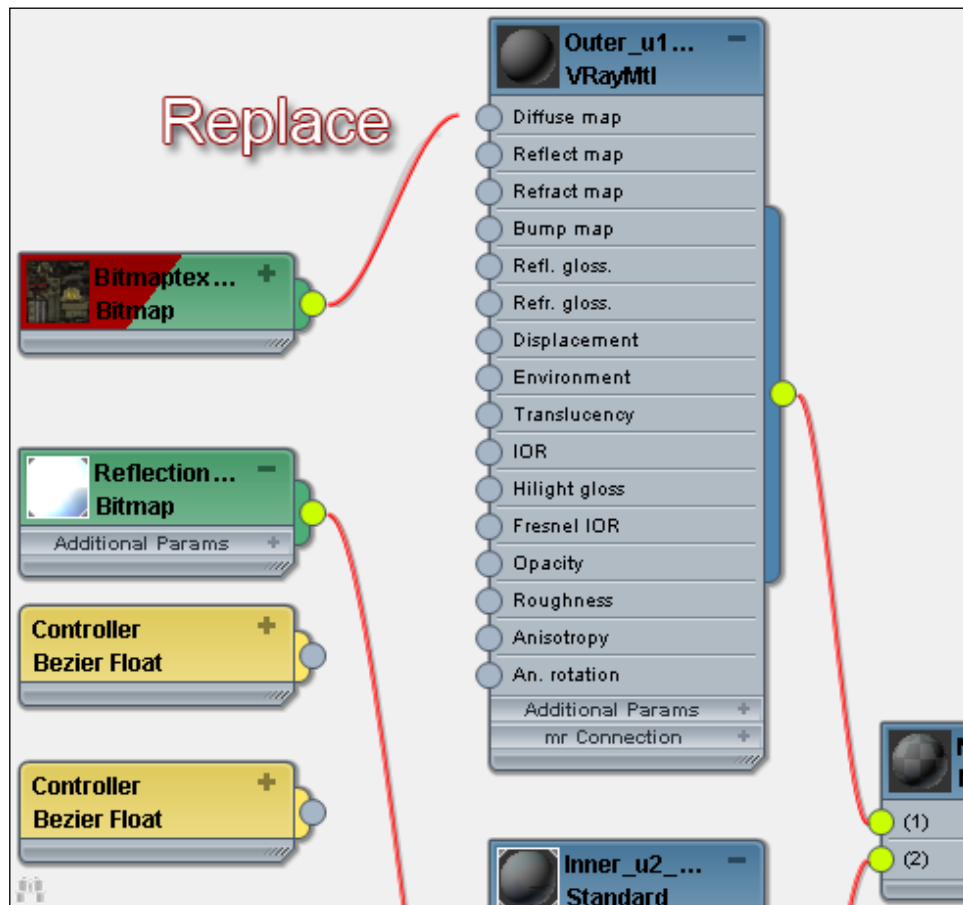 Outer_u1...
VRayMtl
Replace
Diffuse map
Reflect map
Refract map
Bump map
Refl. gloss.
Refr. gloss.
Displacement
Environment
Translucency
IOR
Hilight gloss
Fresnel IOR
Opacity
Roughness
Anisotropy
An. rotation
Additional Params
mr Connection
Bitmaptex...
Bitmap
Reflection...
Bitmap
Additional Params
Controller
Bezier Float
Controller
Bezier Float
(1)
(2)
Inner_u2_...
Standard